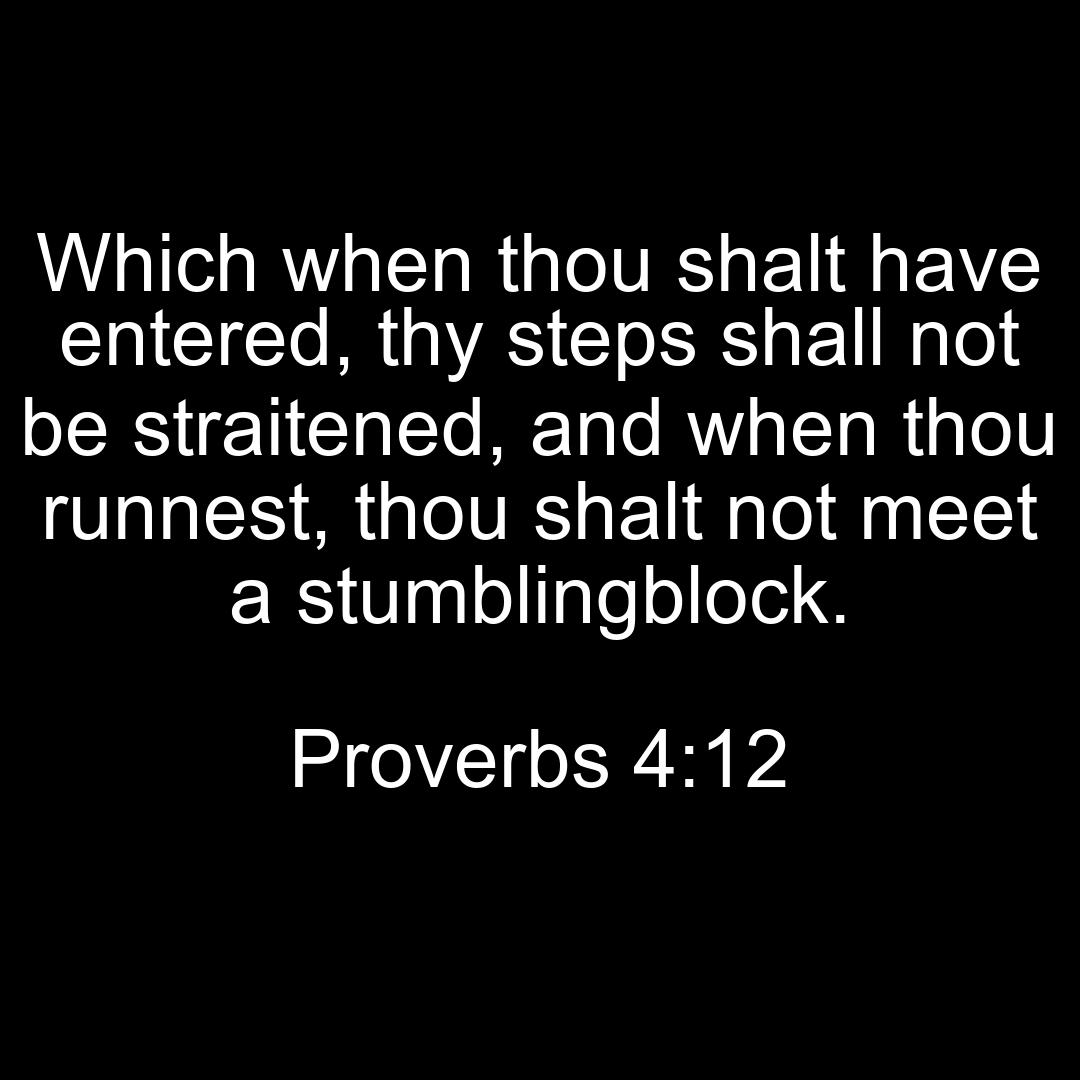 Which when thou shalt have
entered, thy steps shall not
be straitened, and when thou
runnest, thou shalt not meet
a stumblingblock.
Proverbs 4:12